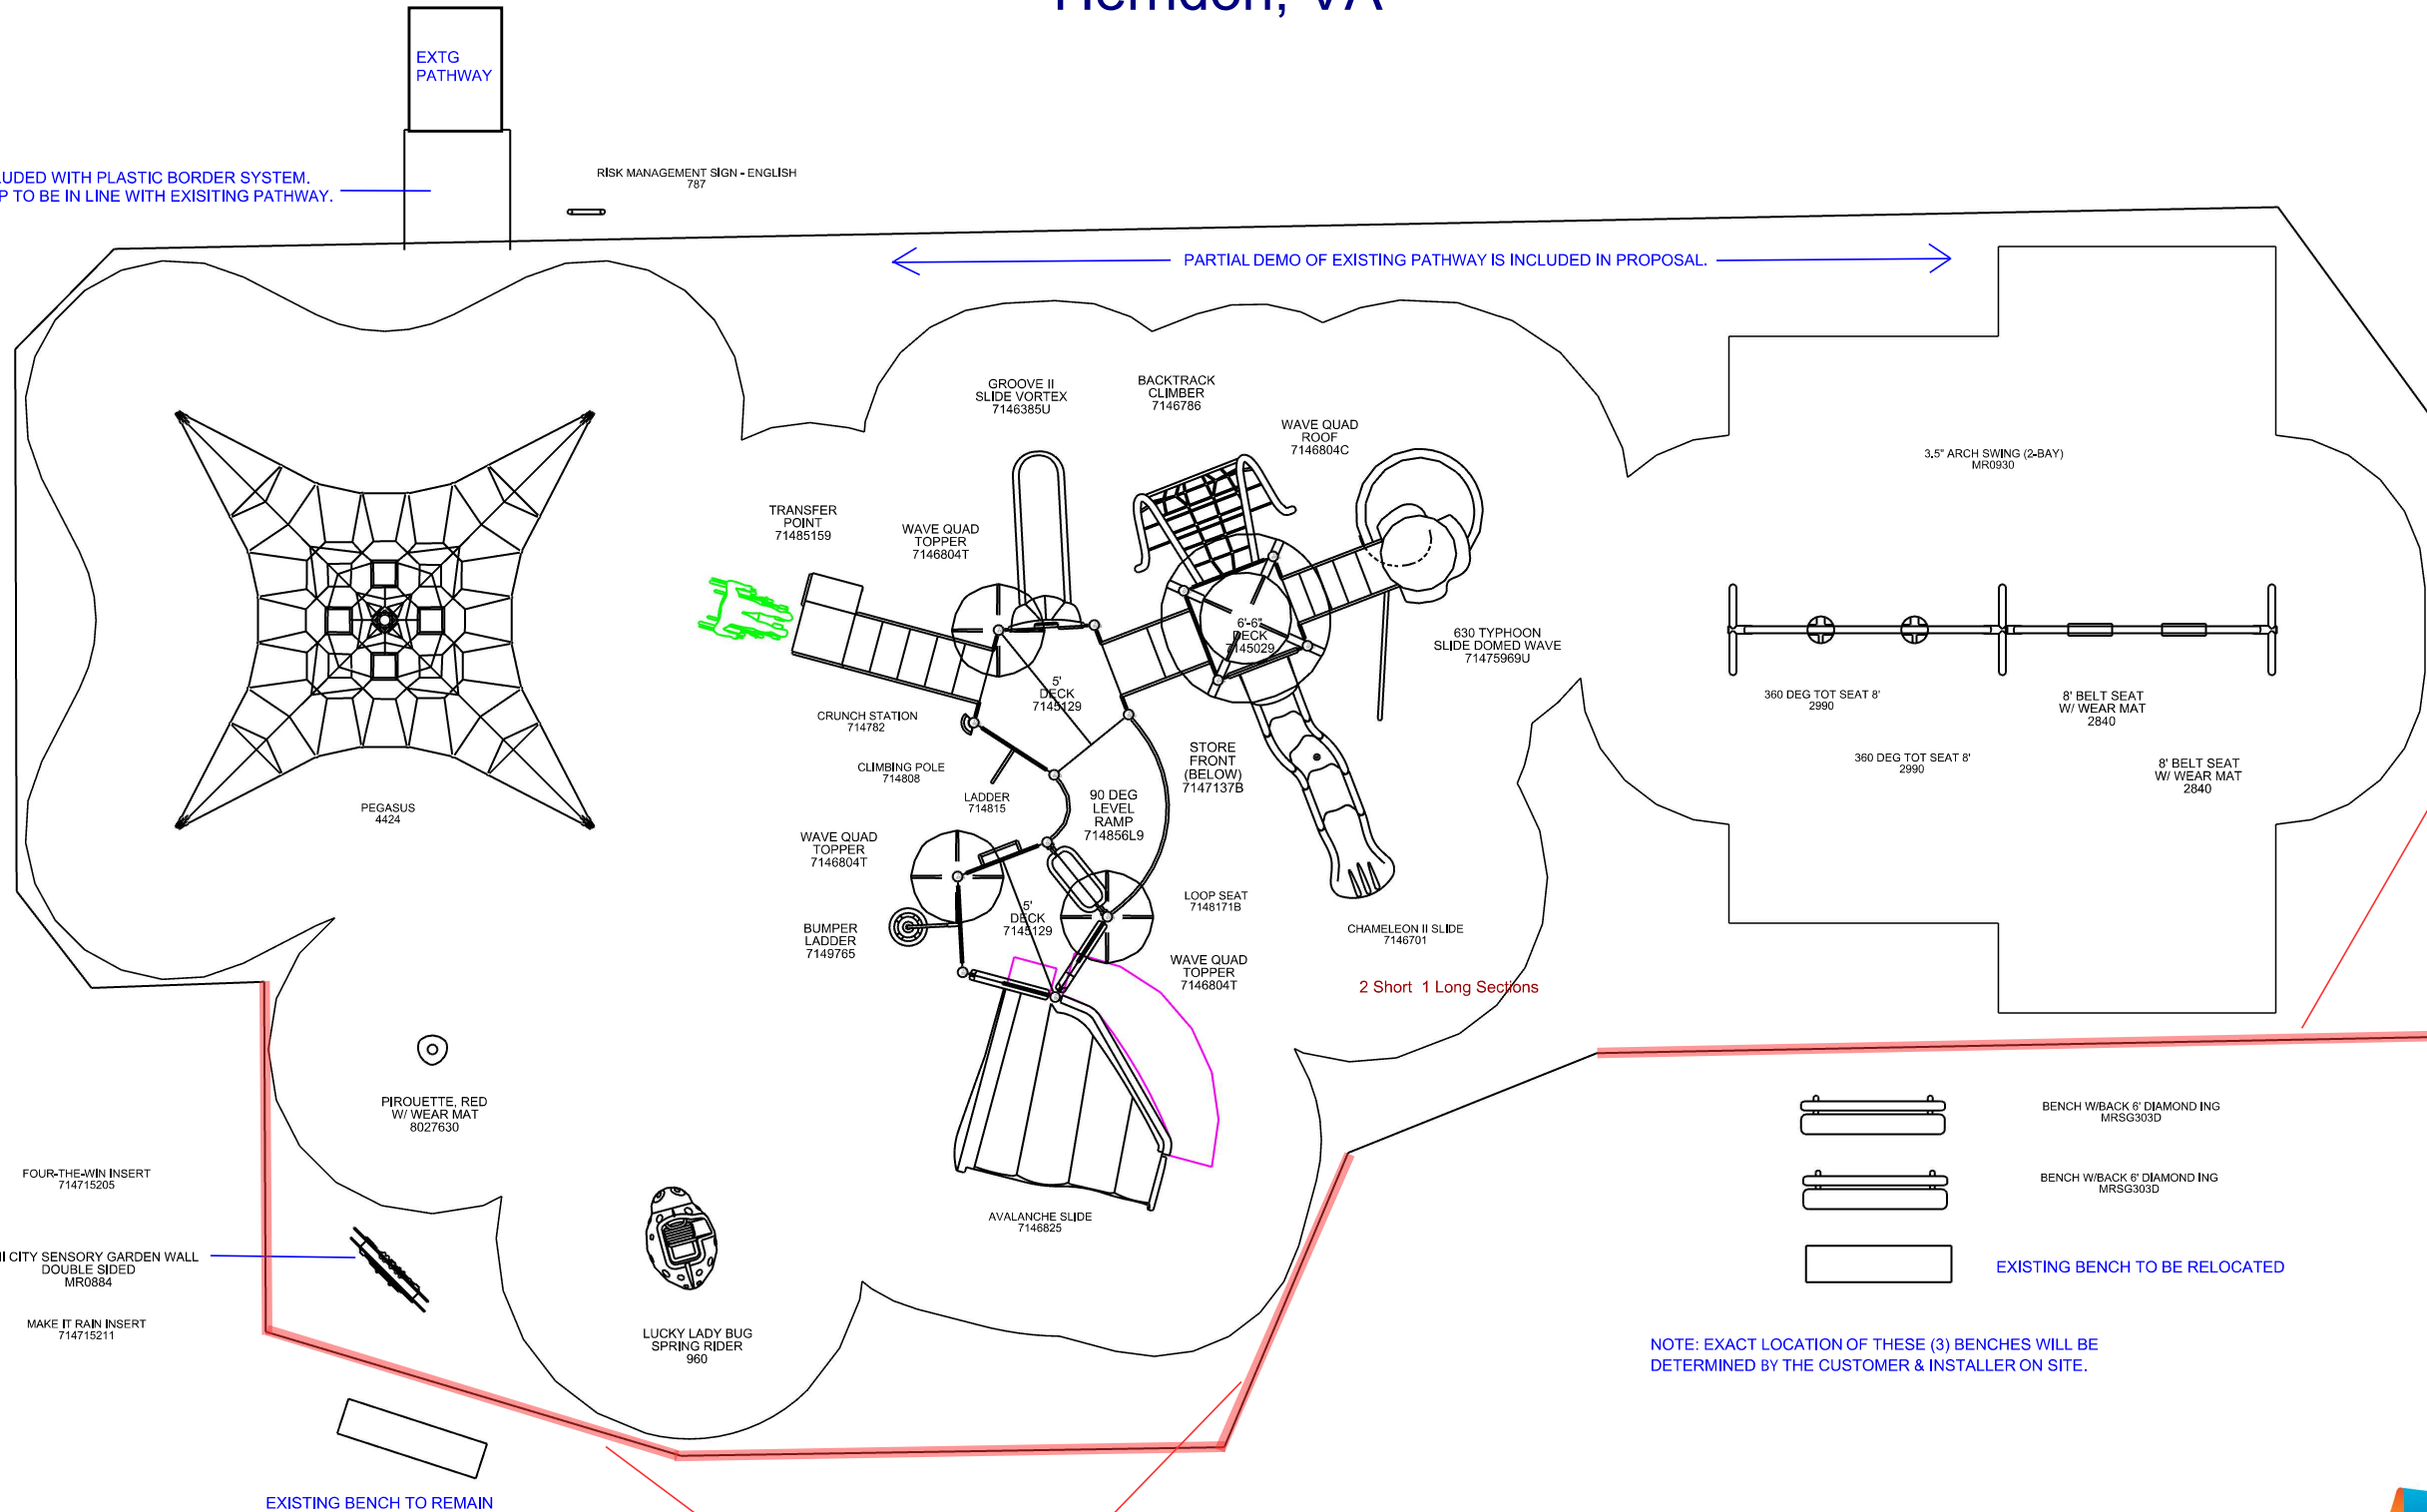 Herndon, VA
EXTG
PATHWAY
LUDED WITH PLASTIC BORDER SYSTEM.
P TO BE IN LINE WITH EXISITING PATHWAY.
RISK MANAGEMENT SIGN - ENGLISH
787
PARTIAL DEMO OF EXISTING PATHWAY IS INCLUDED IN PROPOSAL.
GROOVE II
SLIDE VORTEX
7146385U
BACKTRACK
CLIMBER
7146786
WAVE QUAD
ROOF
7146804C
3.5" ARCH SWING (2-BAY)
MR0930
TRANSFER
POINT
71485159
WAVE QUAD
TOPPER
7146804T
6'-6"
DECK
7145029
630 TYPHOON
SLIDE DOMED WAVE
71475969U
5'
DECK
7145129
360 DEG TOT SEAT 8'
2990
8' BELT SEAT
W/ WEAR MAT
2840
CRUNCH STATION
714782
STORE
FRONT
(BELOW)
7147137B
360 DEG TOT SEAT 8'
2990
8' BELT SEAT
W/ WEAR MAT
2840
CLIMBING POLE
714808
LADDER
714815
90 DEG
LEVEL
RAMP
714856L9
PEGASUS
4424
WAVE QUAD
TOPPER
7146804T
LOOP SEAT
7148171B
5'
DECK
7145129
BUMPER
LADDER
7149765
CHAMELEON II SLIDE
7146701
WAVE QUAD
TOPPER
7146804T
2 Short 1 Long Sections
PIROUETTE, RED
W/ WEAR MAT
8027630
BENCH W/BACK 6' DIAMOND ING
MRSG303D
BENCH W/BACK 6' DIAMOND ING
MRSG303D
FOUR-THE-WIN INSERT
714715205
AVALANCHE SLIDE
7146825
I CITY SENSORY GARDEN WALL
DOUBLE SIDED
MR0884
EXISTING BENCH TO BE RELOCATED
MAKE IT RAIN INSERT
714715211
LUCKY LADY BUG
SPRING RIDER
960
NOTE: EXACT LOCATION OF THESE (3) BENCHES WILL BE
DETERMINED BY THE CUSTOMER & INSTALLER ON SITE.
EXISTING BENCH TO REMAIN